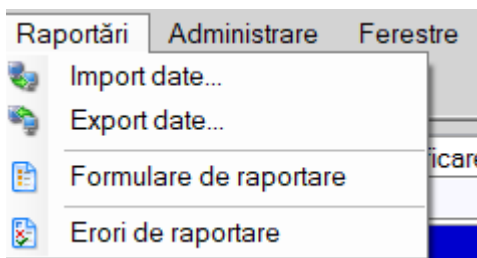 Raportări Administrare Ferestre
Import date...
Export date...
Formulare de raportare
Erori de raportare